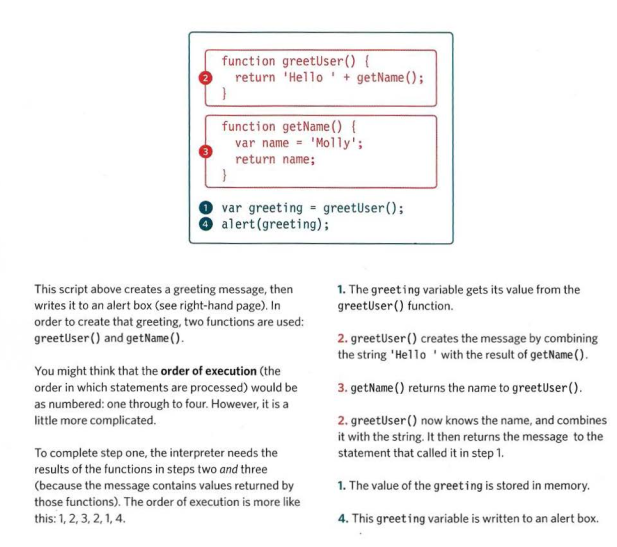 function greetUser() {
2 return 'Hello ' + getName();
}
function getName() {
var name = 'Molly';
3
return name;
}
1 var greeting = greetUser();
4 alert(greeting);
This script above creates a greeting message, then
writes it to an alert box (see right-hand page). In
order to create that greeting, two functions are used:
greetUser() and getName().
You might think that the order of execution (the
order in which statements are processed) would be
as numbered: one through to four. However, it is a
little more complicated.
To complete step one, the interpreter needs the
results of the functions in steps two and three
(because the message contains values returned by
those functions). The order of execution is more like
this: 1, 2, 3, 2, 1, 4.
1. The greeting variable gets its value from the
greetUser() function.
2. greetUser() creates the message by combining
the string 'Hello ' with the result of getName().
3. getName() returns the name to greetUser().
2. greetUser() now knows the name, and combines
it with the string. It then returns the message to the
statement that called it in step 1.
1. The value of the greeting is stored in memory.
4. This greeting variable is written to an alert box.